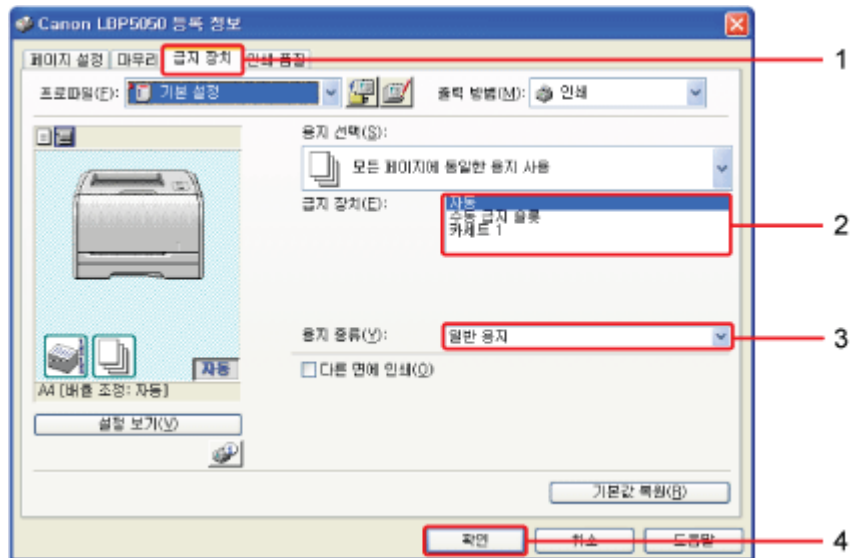 Canon LBP5050 등록 정보
페이지 설정 마무리 급지 장치 인쇄 품질
1
프로파일(F): 기본 설정 출력 방법(M): 인쇄
용지 선택(S):
모든 페이지에 동일한 용지 사용
급지 장치(E): 자동
수동 급지 슬롯
카세트 1
2
용지 종류(Y): 일반 용지
3
자동
다른 면에 인쇄(O)
A4 [배율 조정: 자동]
설정 보기(V)
기본값 복원(R)
확인 취소 도움말
4